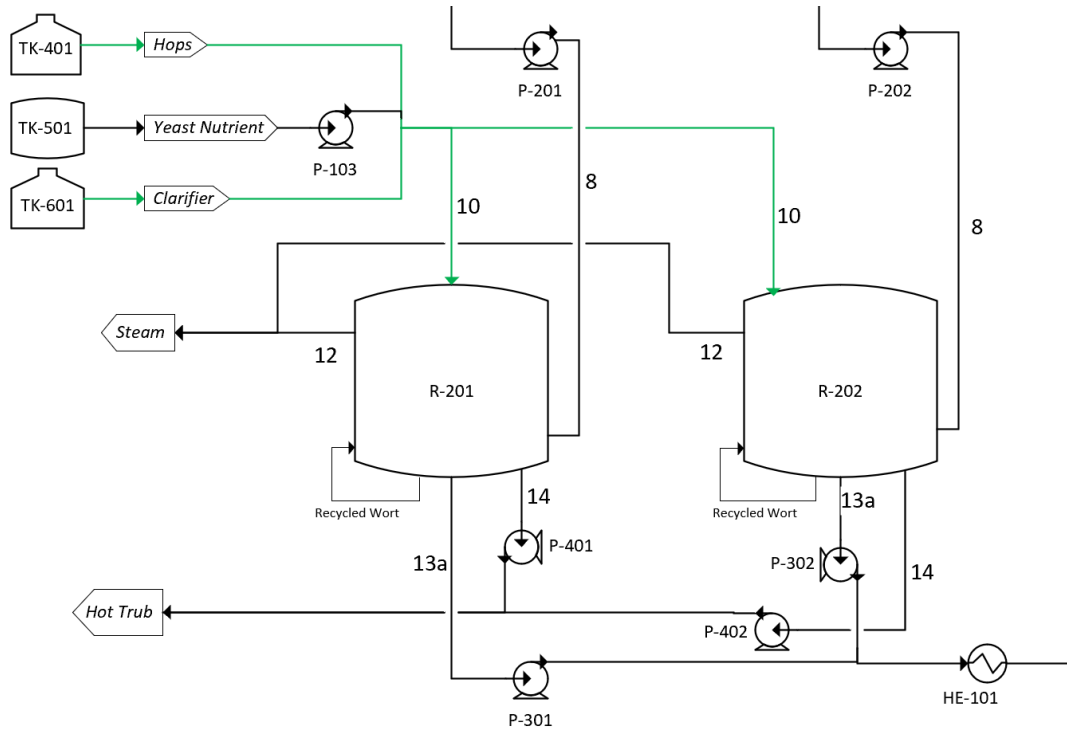 TK-401
Hops
P-201
P-202
TK-501
Yeast Nutrient
P-103
TK-601
Clarifier
8
10
10
8
Steam
12
12
R-201
R-202
Recycled Wort
14
Recycled Wort
13a
P-401
13a
P-302
14
Hot Trub
P-402
P-301
HE-101